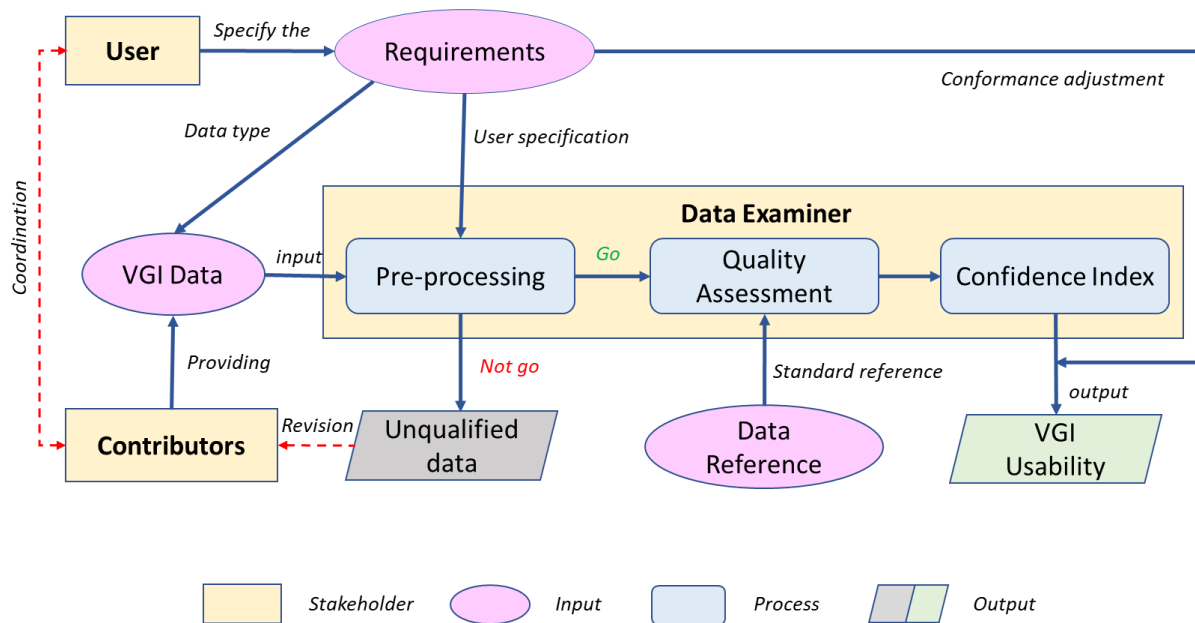 User
Specify the
Requirements
Conformance adjustment
Data type
User specification
Coordination
Data Examiner
VGI Data
input
Pre-processing
Go
Quality
Assessment
Confidence Index
Providing
Not go
Standard reference
output
Contributors
Revision
Unqualified
data
Data
Reference
VGI
Usability
Stakeholder
Input
Process
Output